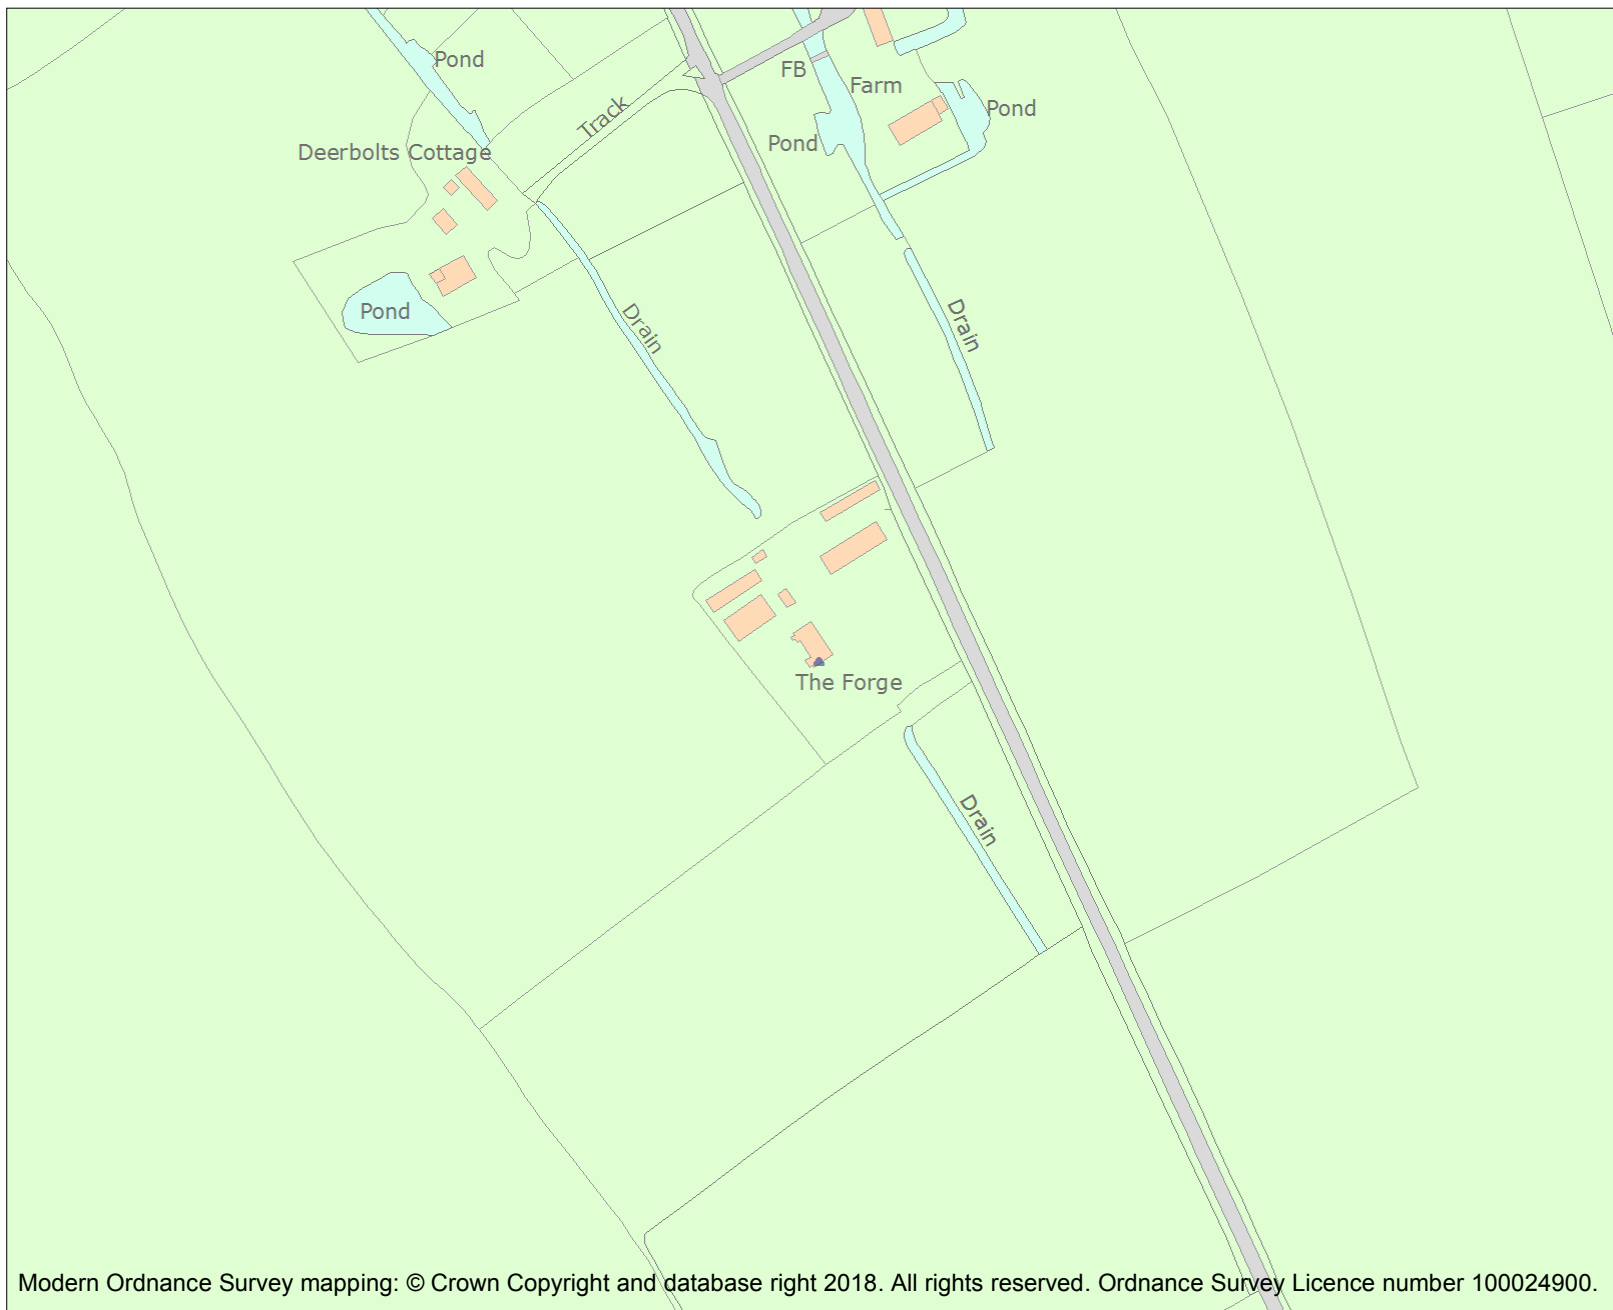 Pond
FB
Farm
Track
Pond
Pond
Deerbolts Cottage
Pond
Drain
Drain
The Forge
Drain
Modern Ordnance Survey mapping: © Crown Copyright and database right 2018. All rights reserved. Ordnance Survey Licence number 100024900.